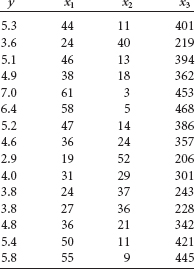 y x₁ x₂ x₃
5.3 44 11 401
3.6 24 40 219
5.1 46 13 394
4.9 38 18 362
7.0 61 3 453
6.4 58 5 468
5.2 47 14 386
4.6 36 24 357
2.9 19 52 206
4.0 31 29 301
3.8 24 37 243
3.8 27 36 228
4.8 36 21 342
5.4 50 11 421
5.8 55 9 445